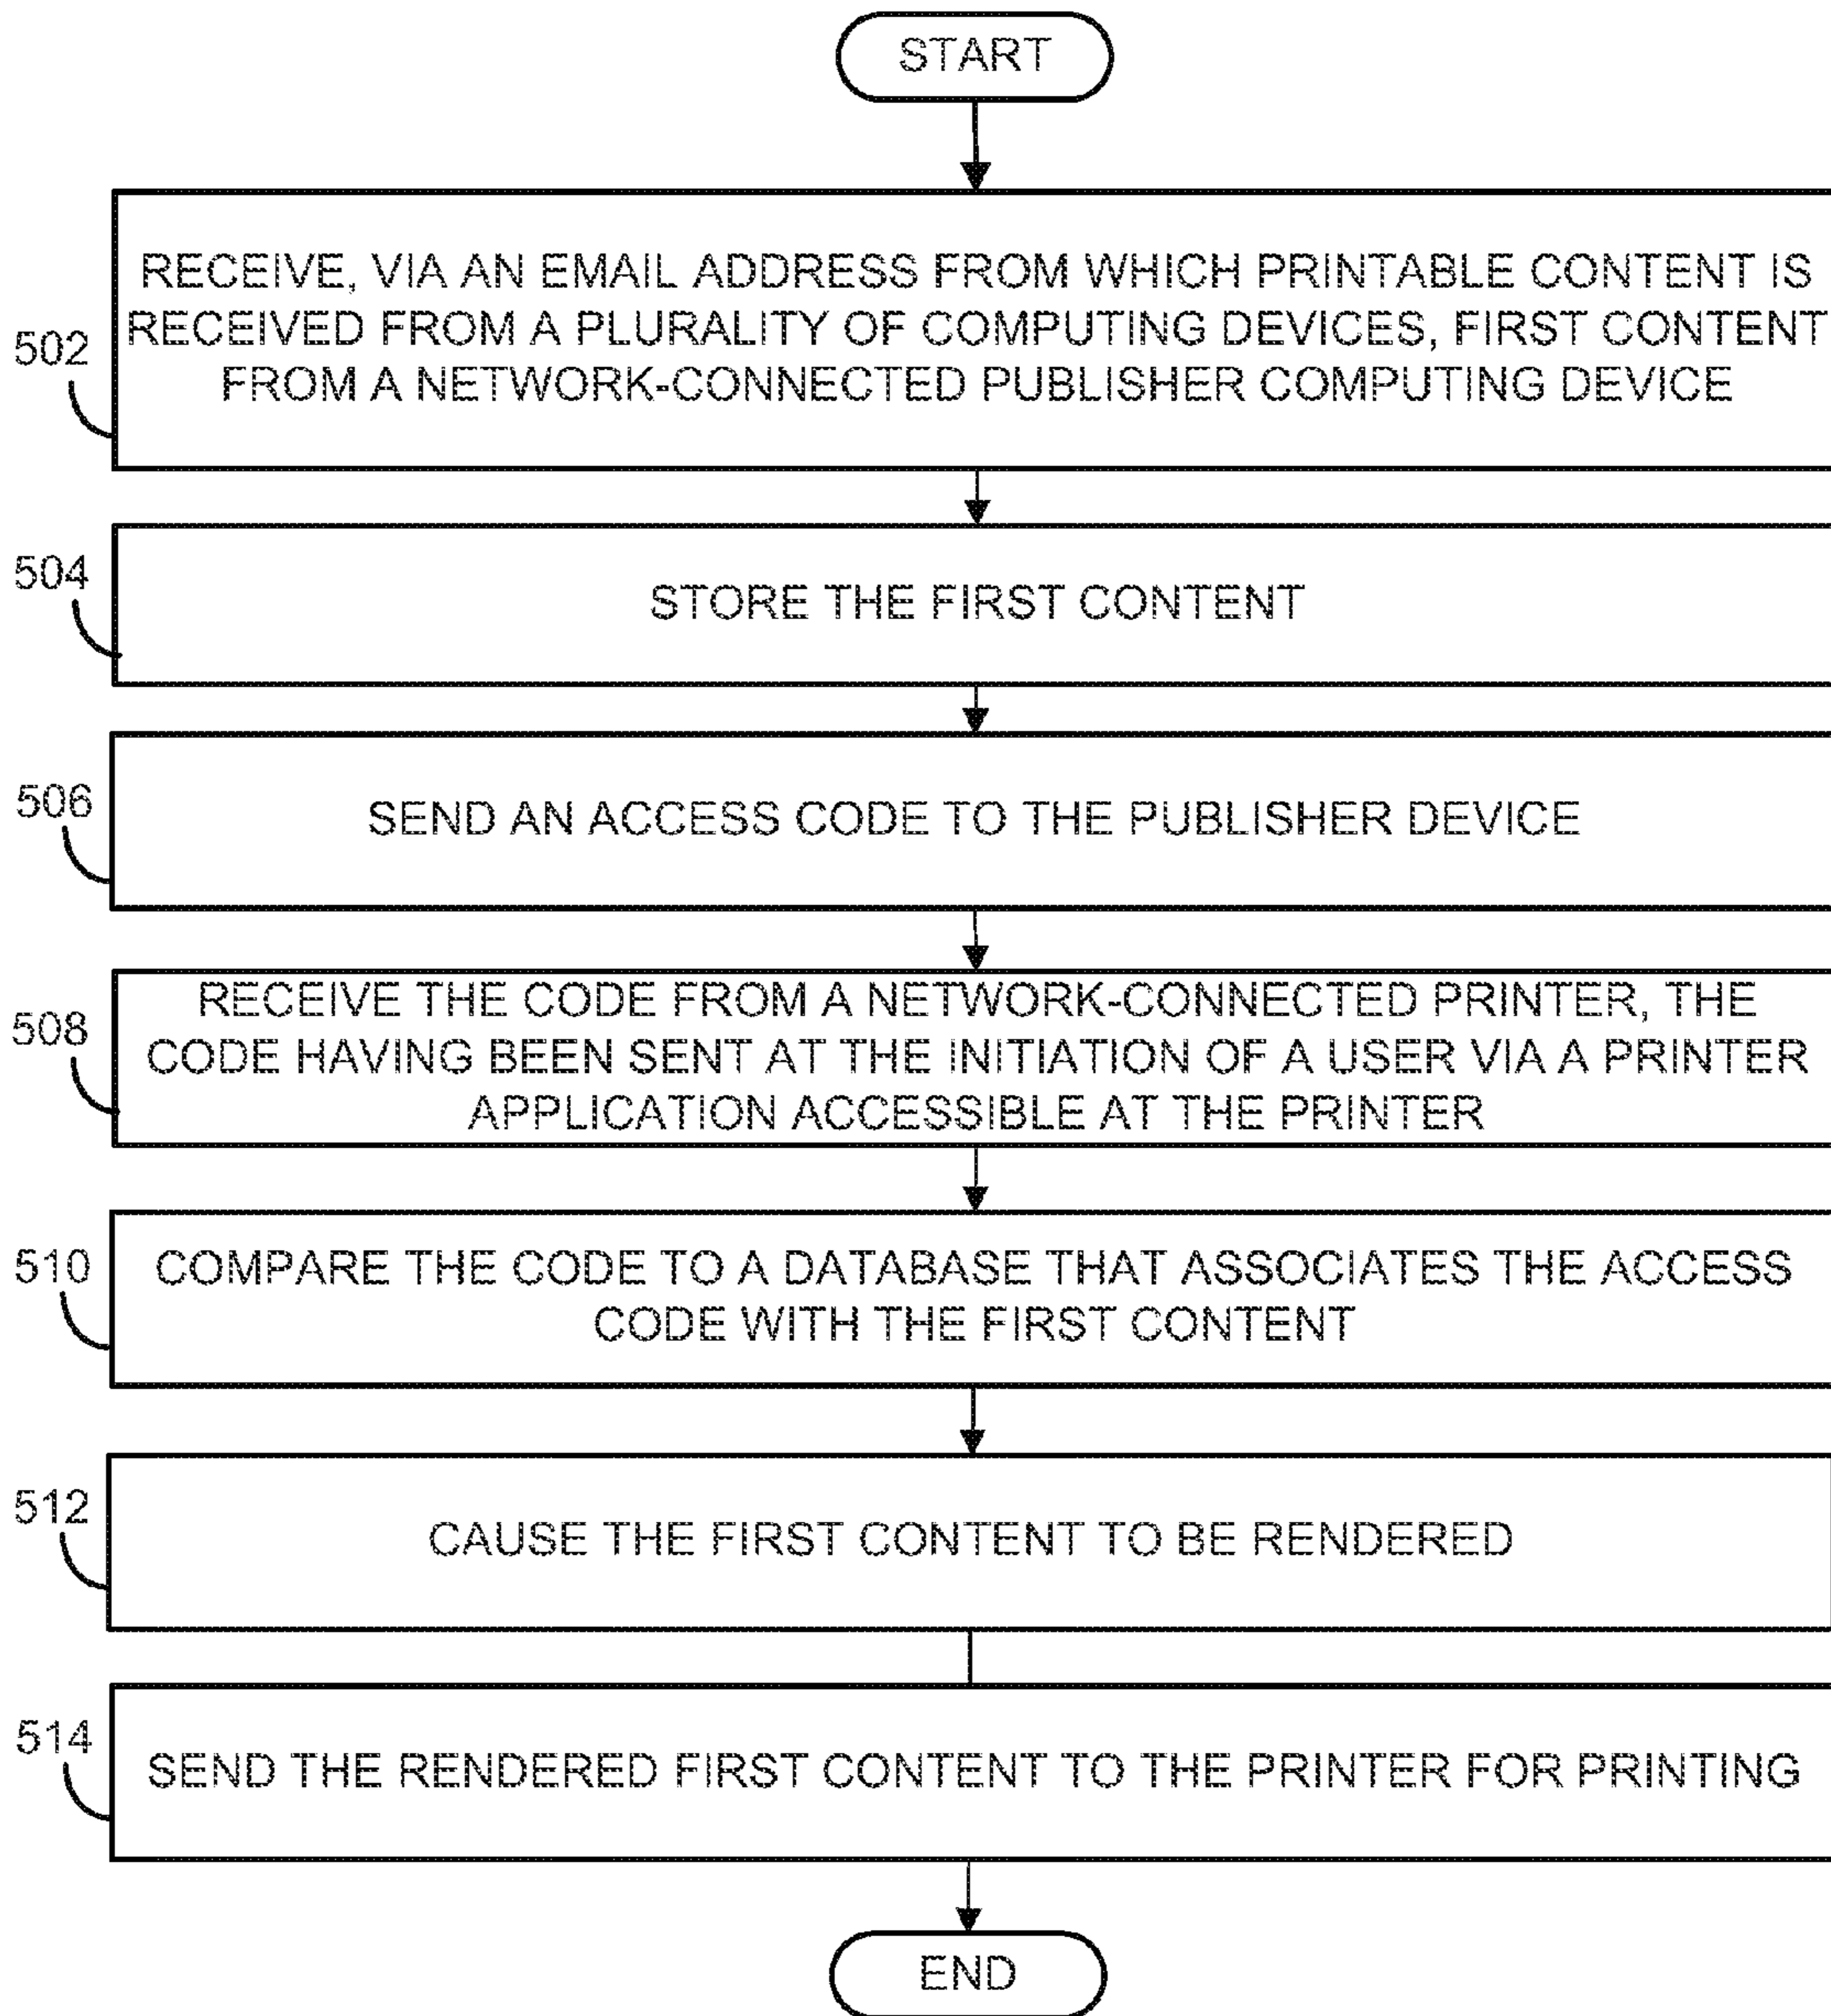 START
RECEIVE, VIA AN EMAIL ADDRESS FROM WHICH PRINTABLE CONTENT IS
RECEIVED FROM A PLURALITY OF COMPUTING DEVICES, FIRST CONTENT
FROM A NETWORK-CONNECTED PUBLISHER COMPUTING DEVICE
502
STORE THE FIRST CONTENT
504
SEND AN ACCESS CODE TO THE PUBLISHER DEVICE
506
RECEIVE THE CODE FROM A NETWORK-CONNECTED PRINTER, THE
CODE HAVING BEEN SENT AT THE INITIATION OF A USER VIA A PRINTER
APPLICATION ACCESSIBLE AT THE PRINTER
508
COMPARE THE CODE TO A DATABASE THAT ASSOCIATES THE ACCESS
CODE WITH THE FIRST CONTENT
510
CAUSE THE FIRST CONTENT TO BE RENDERED
512
SEND THE RENDERED FIRST CONTENT TO THE PRINTER FOR PRINTING
514
END